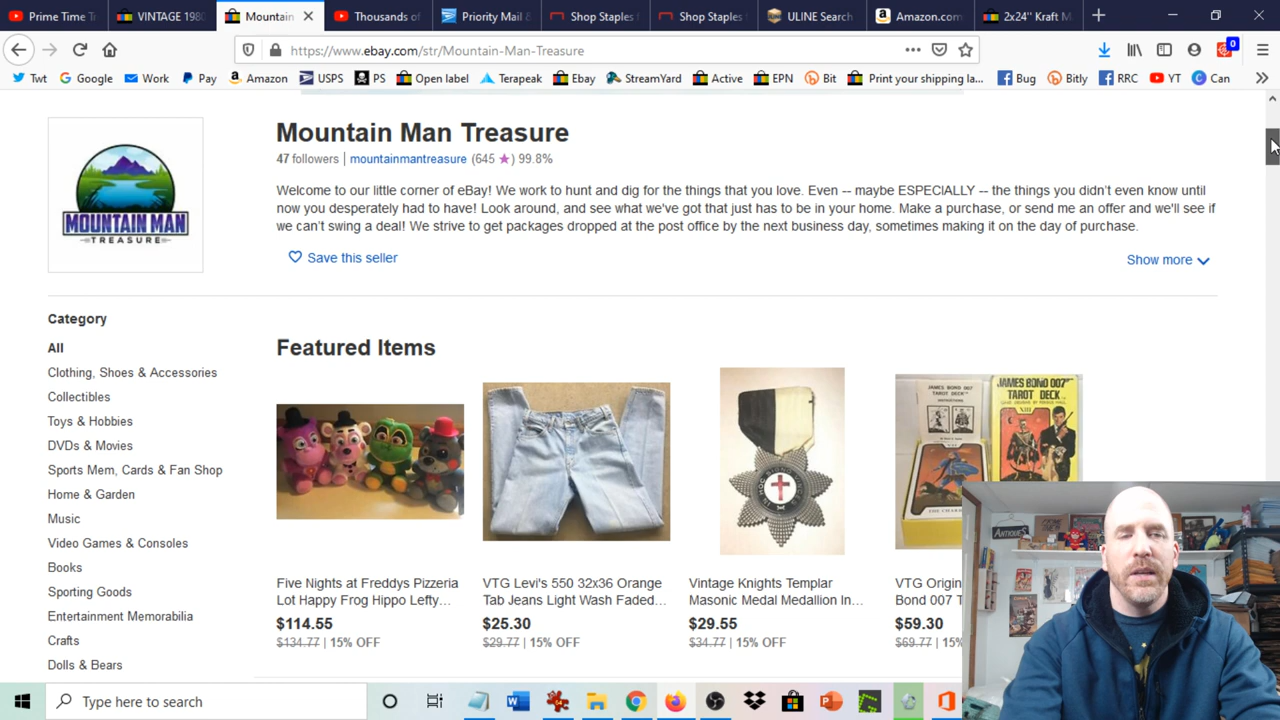 Prime Time Tr
VINTAGE 1980
Mountain
Thousands of
Priority Mail &
Shop Staples f
Shop Staples f
ULINE Search
Amazon.com
2x24" Kraft M
https://www.ebay.com/str/Mountain-Man-Treasure
0
Twt
Google
Work
Pay
Amazon
USPS
PS
Open label
Terapeak
Ebay
StreamYard
Active
EPN
Bit
Print your shipping la...
Bug
Bitly
RRC
YT
Can
MOUNTAIN MAN
TREASURE
Mountain Man Treasure
47 followers | mountainmantreasure (645 ★) 99.8%
Welcome to our little corner of eBay! We work to hunt and dig for the things that you love. Even -- maybe ESPECIALLY -- the things you didn't even know until
now you desperately had to have! Look around, and see what we've got that just has to be in your home. Make a purchase, or send me an offer and we'll see if
we can't swing a deal! We strive to get packages dropped at the post office by the next business day, sometimes making it on the day of purchase.
Save this seller
Show more
Category
All
Clothing, Shoes & Accessories
Collectibles
Toys & Hobbies
DVDs & Movies
Sports Mem, Cards & Fan Shop
Home & Garden
Music
Video Games & Consoles
Books
Sporting Goods
Entertainment Memorabilia
Crafts
Dolls & Bears
Featured Items
JAMES BOND 007
TAROT DECK
INSTRUCTIONS
JAMES BOND 007
TAROT DECK
XIII
Five Nights at Freddys Pizzeria
Lot Happy Frog Hippo Lefty...
$114.55
$134.77 | 15% OFF
VTG Levi's 550 32x36 Orange
Tab Jeans Light Wash Faded...
$25.30
$29.77 | 15% OFF
Vintage Knights Templar
Masonic Medal Medallion In...
$29.55
$34.77 | 15% OFF
VTG Origin
Bond 007 T
$59.30
$69.77 | 15%
ANTIQUES
Type here to search